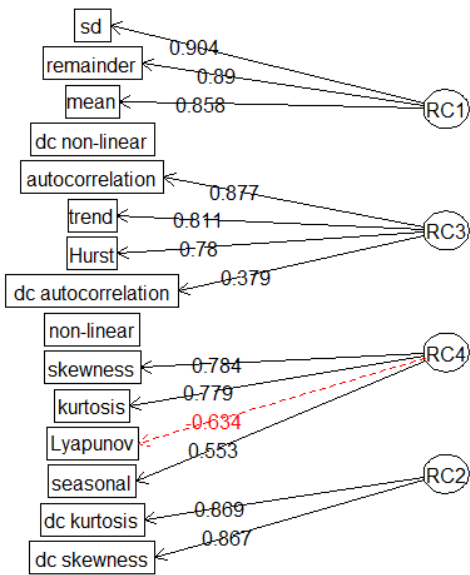 sd
0.904
remainder
0.89
mean
0.858
RC1
dc non-linear
autocorrelation
0.877
trend
0.811
RC3
Hurst
0.78
dc autocorrelation
0.379
non-linear
skewness
0.784
RC4
kurtosis
0.779
Lyapunov
0.634
seasonal
0.553
RC2
dc kurtosis
0.869
dc skewness
0.867